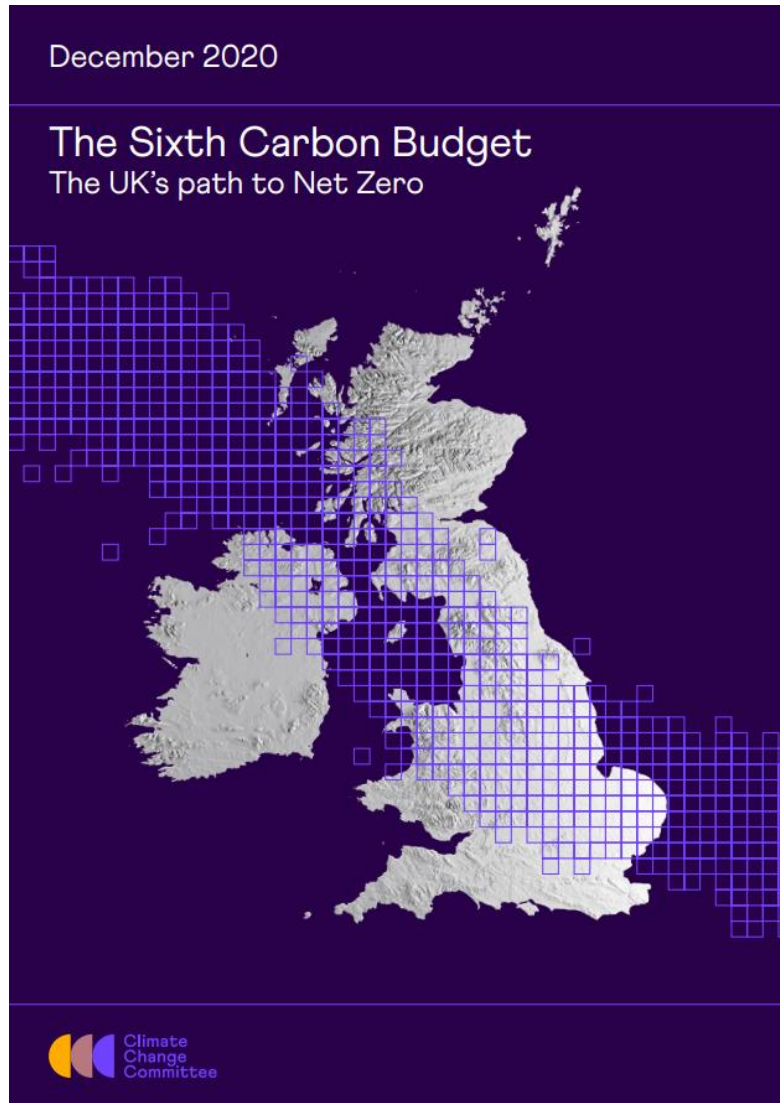 December 2020
The Sixth Carbon Budget
The UK's path to Net Zero
Climate
Change
Committee